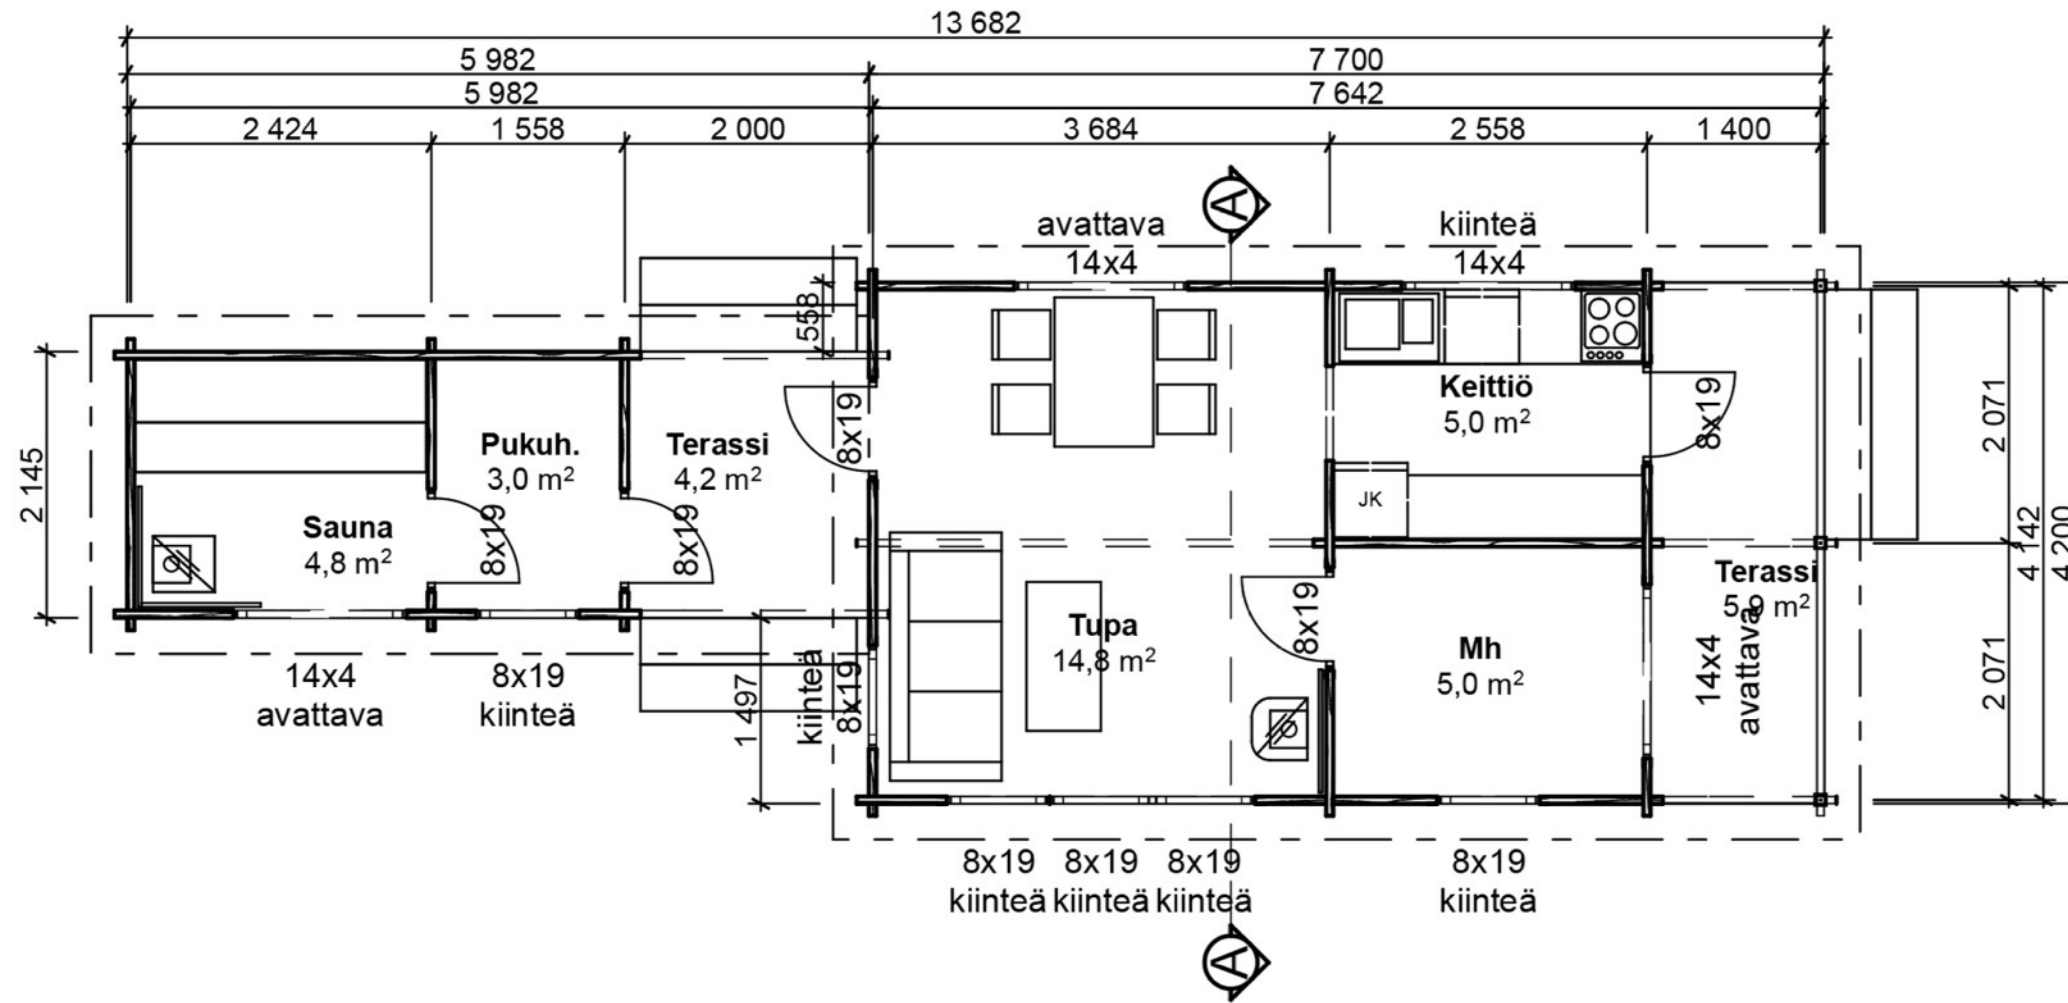 13 682
5 982
7 700
5 982
7 642
2 424
1 558
2 000
3 684
2 558
1 400
A
avattava
14x4
kiinteä
14x4
558
2 145
Pukuh.
3,0 m²
Terassi
4,2 m²
8x19
Keittiö
5,0 m²
8x19
2 071
Sauna
4,8 m²
8x19
8x19
JK
4 142
4 200
Terassi
5,9 m²
Tupa
14,8 m²
8x19
Mh
5,0 m²
14x4
avattava
2 071
14x4
avattava
8x19
kiinteä
1 497
kiinteä
8x19
8x19
8x19
8x19
8x19
kiinteä
kiinteä
kiinteä
kiinteä
A